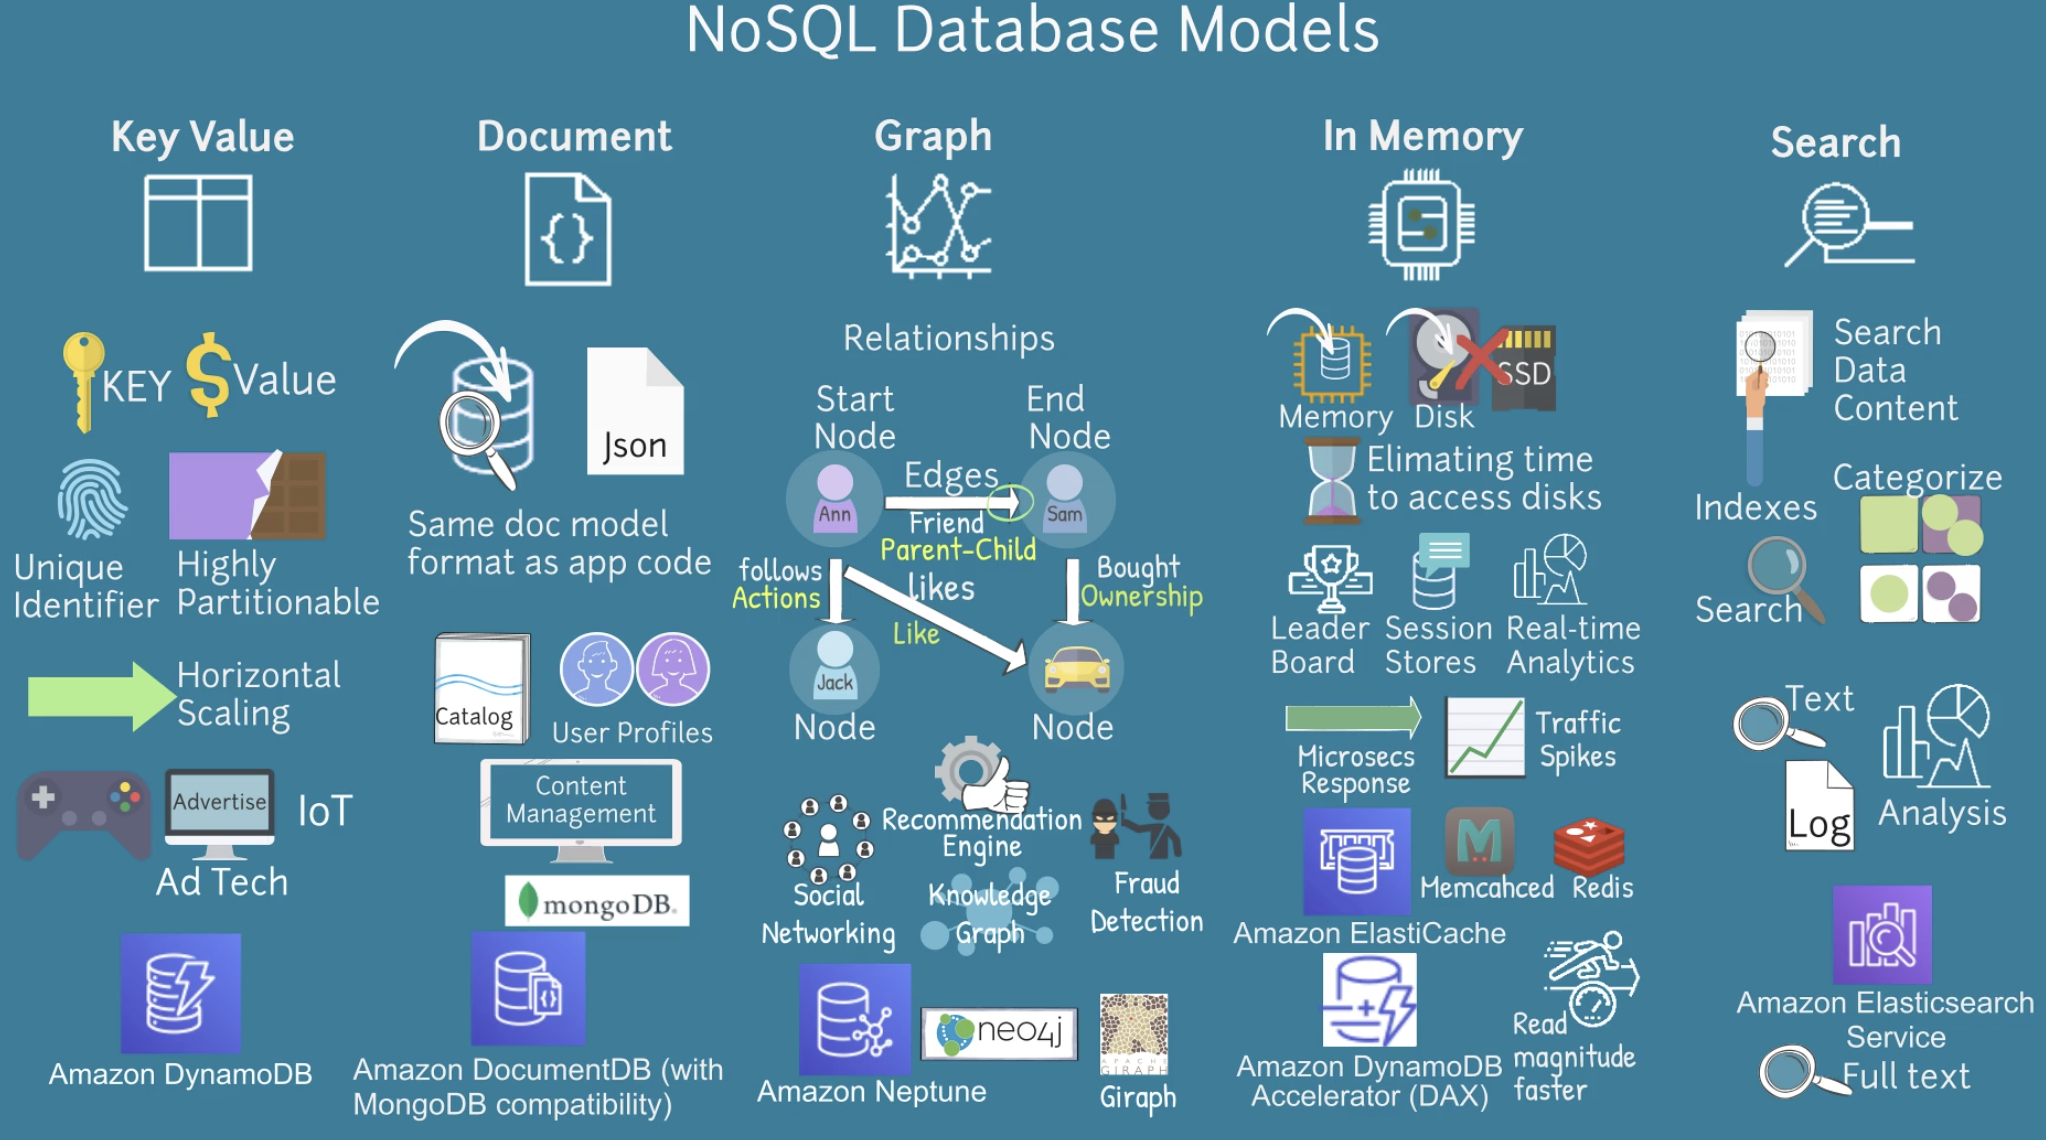 NoSQL Database Models
Key Value
KEY
Value
Unique
Identifier
Highly
Partitionable
Horizontal
Scaling
Advertise
IoT
Ad Tech
Amazon DynamoDB
Document
Json
Same doc model
format as app code
Catalog
User Profiles
Content
Management
mongoDB.
Amazon DocumentDB (with
MongoDB compatibility)
Graph
Relationships
Start
Node
End
Node
Ann
Edges
Sam
Friend
Parent-Child
follows
Actions
Likes
Like
Bought
Ownership
Jack
Node
Node
Recommendation
Engine
Social
Networking
Knowledge
Graph
Fraud
Detection
Amazon Neptune
neo4j
APACHE
GIRAPH
Giraph
In Memory
SSD
Memory
Disk
Elimating time
to access disks
Leader
Board
Session
Stores
Real-time
Analytics
Microsecs
Response
Traffic
Spikes
M
Memcahced
Redis
Amazon ElastiCache
Amazon DynamoDB
Accelerator (DAX)
Read
magnitude
faster
Search
Search
Data
Content
Indexes
Categorize
Search
Text
Log
Analysis
Amazon Elasticsearch
Service
Full text